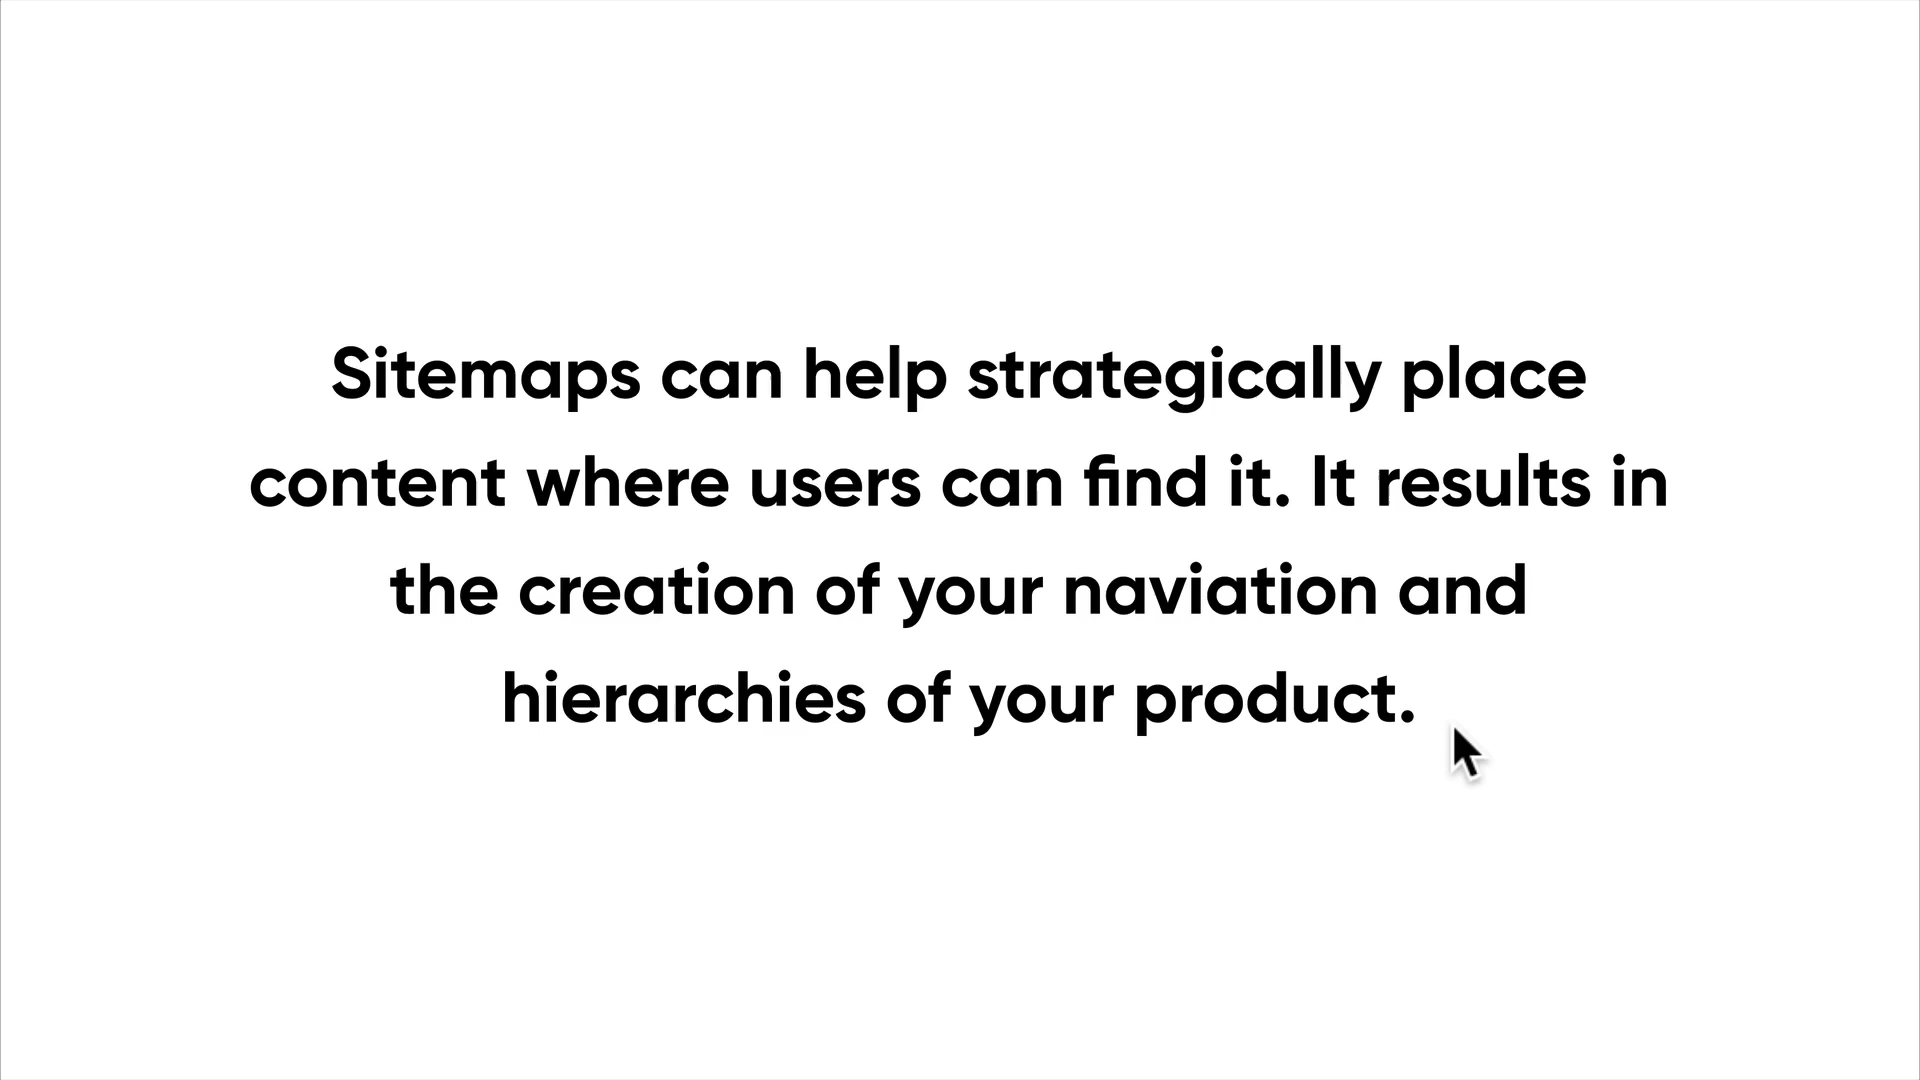 Sitemaps can help strategically place
content where users can find it. It results in
the creation of your naviation and
hierarchies of your product.